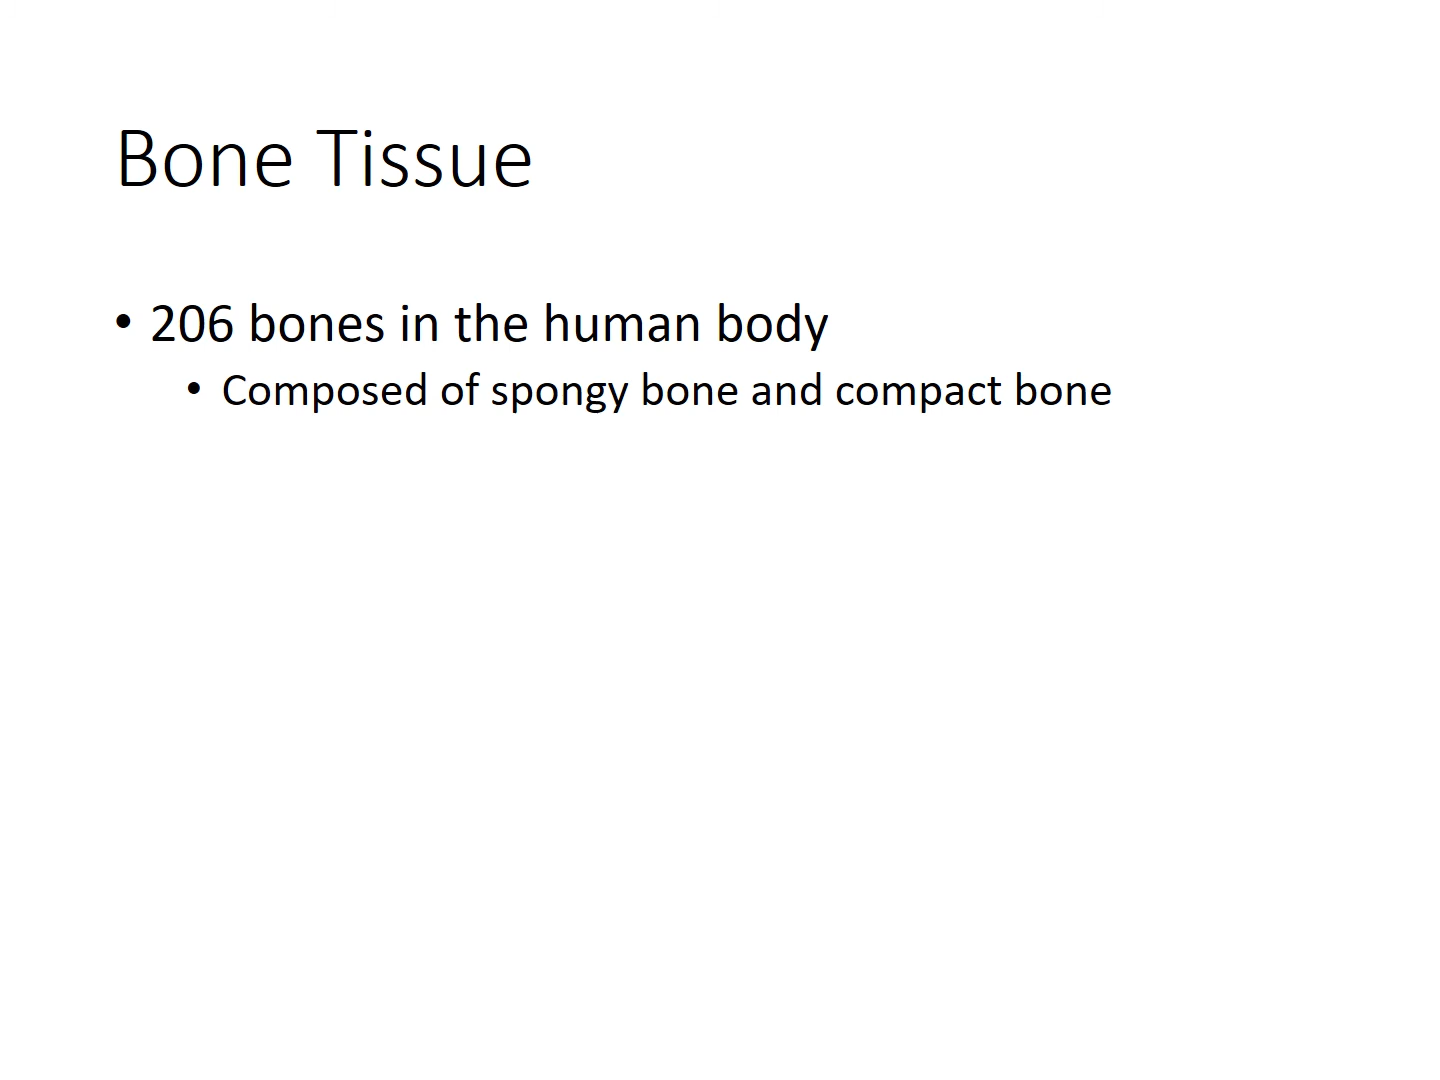 Bone Tissue
• 206 bones in the human body
• Composed of spongy bone and compact bone